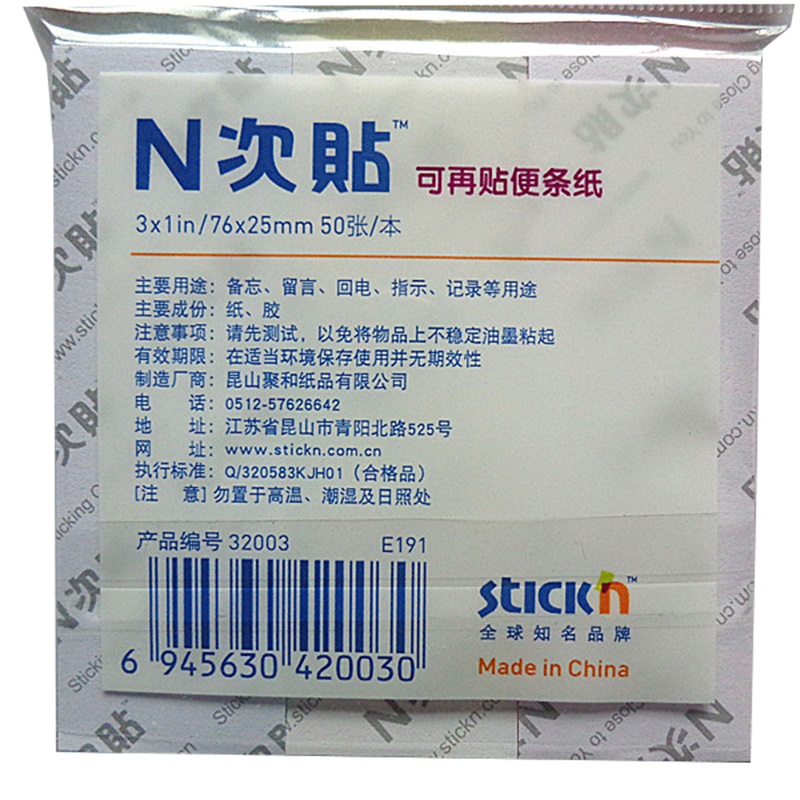 N次貼™ 可再贴便条纸
3x1in/76x25mm 50张/本
主要用途：备忘、留言、回电、指示、记录等用途
主要成份：纸、胶
注意事项：请先测试，以免将物品上不稳定油墨粘起
有效期限：在适当环境保存使用并无期效性
制造厂商：昆山聚和纸品有限公司
电 话：0512-57626642
地 址：江苏省昆山市青阳北路525号
网 址：www.stickn.com.cn
执行标准：Q/320583KJH01（合格品）
[注 意] 勿置于高温、潮湿及日照处
产品编号 32003 E191
6 945630 420030
stick'n™
全球知名品牌
Made in China